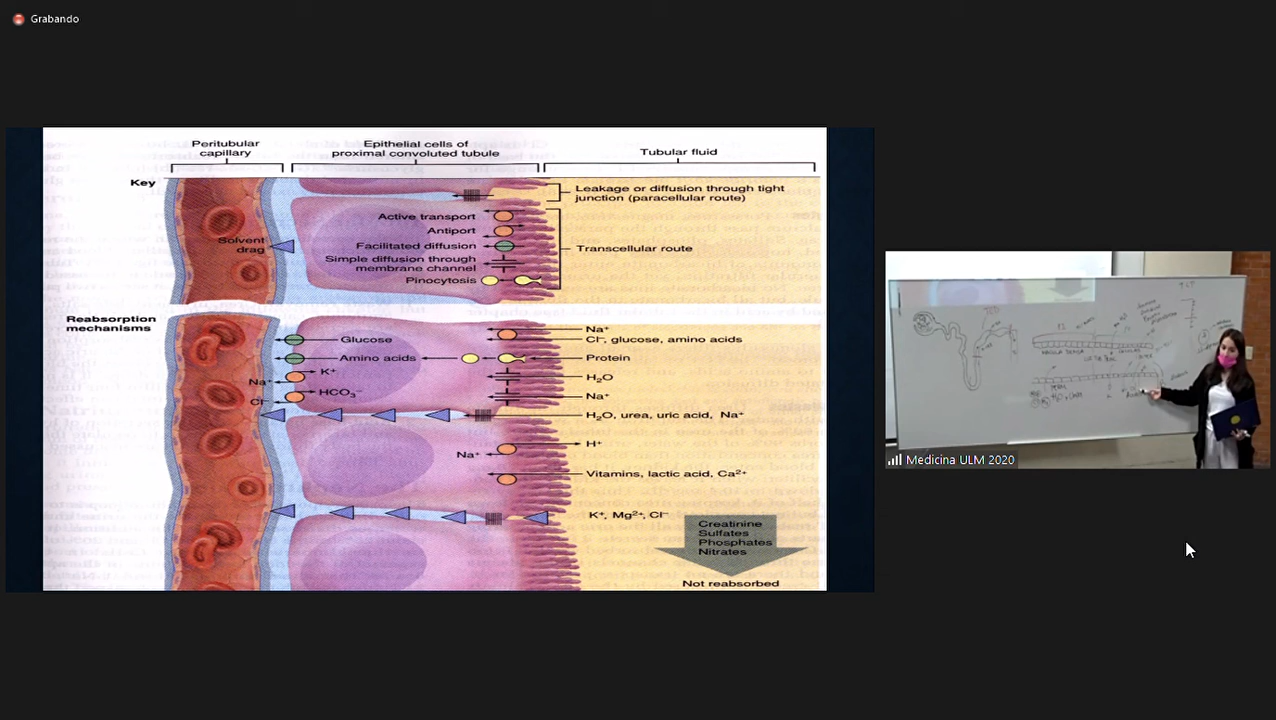 Grabando
Peritubular
capillary
Epithelial cells of
proximal convoluted tubule
Tubular fluid
Key
Leakage or diffusion through tight
junction (paracellular route)
Active transport
Antiport
Solvent
drag
Facilitated diffusion
Transcellular route
Simple diffusion through
membrane channel
Pinocytosis
Reabsorption
mechanisms
Na⁺
Glucose
Cl⁻, glucose, amino acids
Amino acids
Protein
K⁺
H₂O
Na⁺
HCO₃⁻
Na⁺
Cl⁻
H₂O, urea, uric acid, Na⁺
H⁺
Na⁺
Vitamins, lactic acid, Ca²⁺
K⁺, Mg²⁺, Cl⁻
Creatinine
Sulfates
Phosphates
Nitrates
Not reabsorbed
Medicina ULM 2020